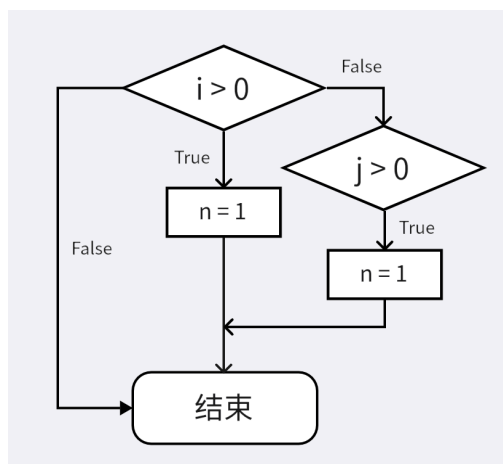 False
i > 0
True
j > 0
n = 1
True
False
n = 1
结束